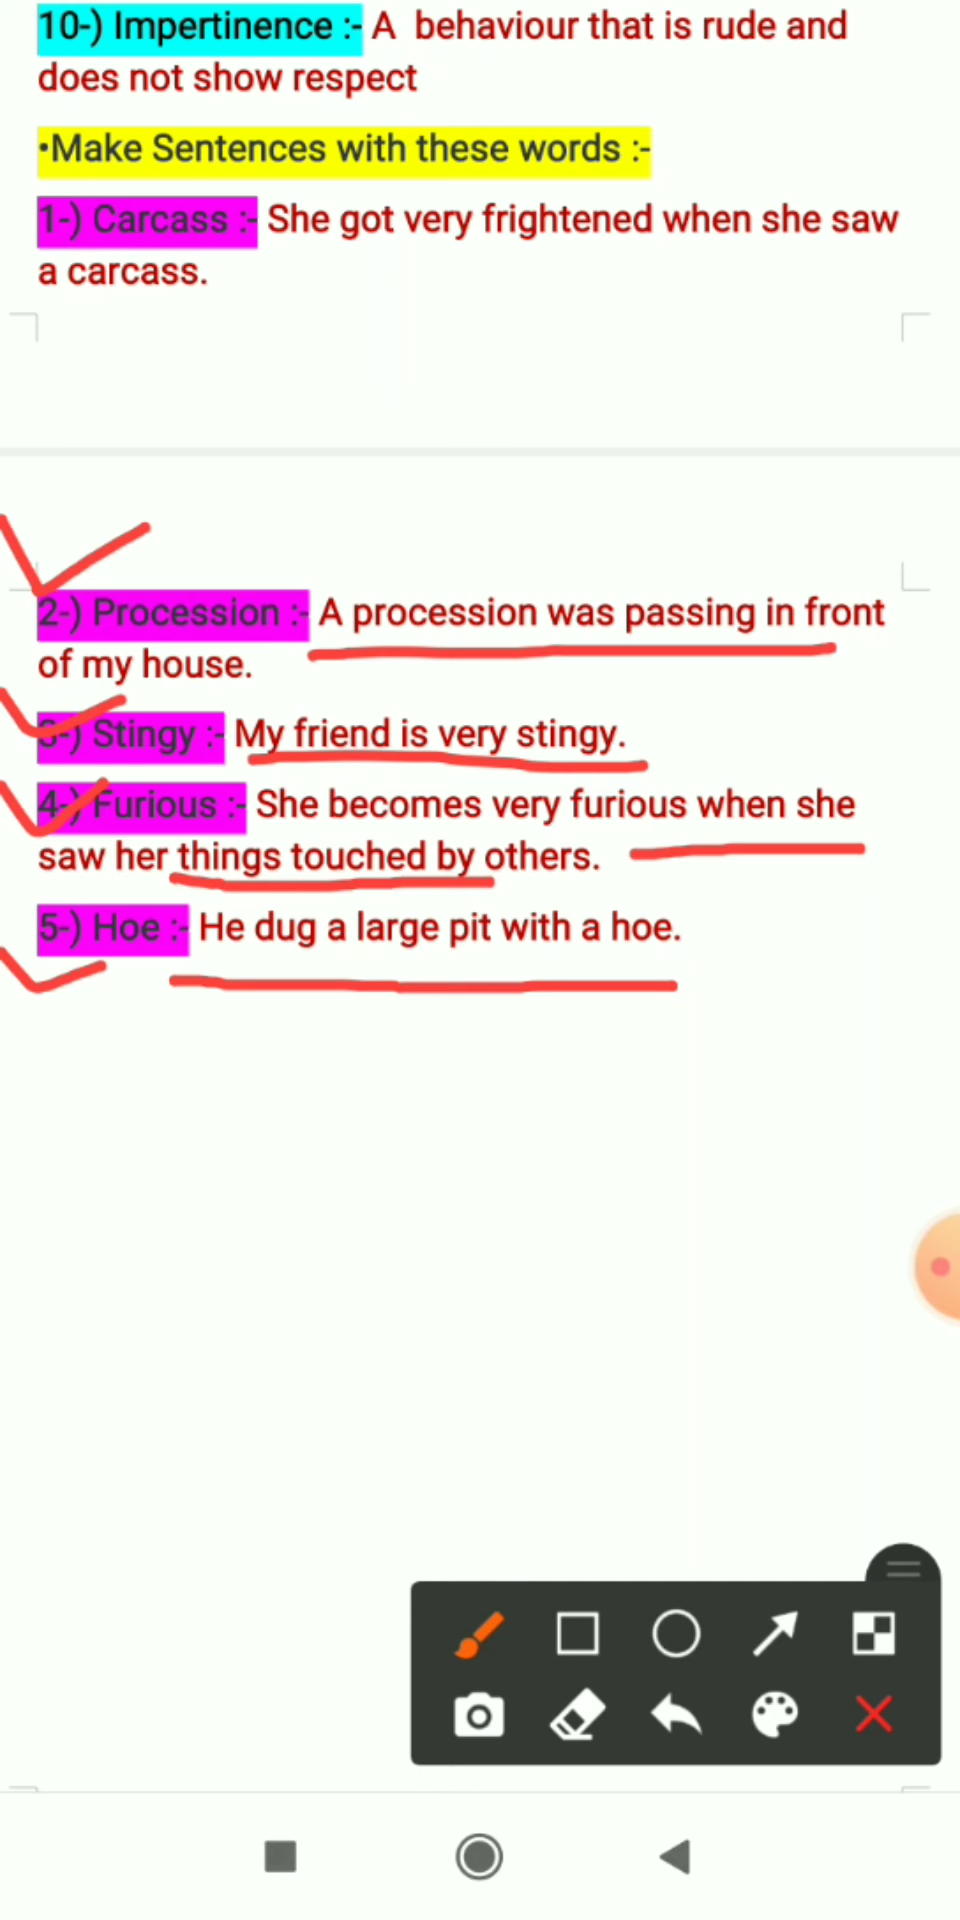 10-) Impertinence :- A behaviour that is rude and
does not show respect
•Make Sentences with these words :-
1-) Carcass :- She got very frightened when she saw
a carcass.
2-) Procession :- A procession was passing in front
of my house.
3-) Stingy :- My friend is very stingy.
4-) Furious :- She becomes very furious when she
saw her things touched by others.
5-) Hoe :- He dug a large pit with a hoe.